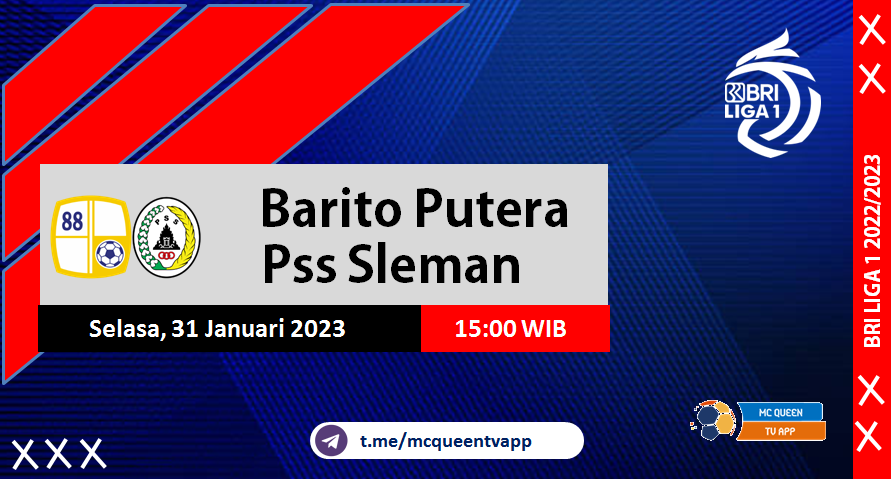 BRI
LIGA 1
88
PSS
Barito Putera
Pss Sleman
Selasa, 31 Januari 2023
15:00 WIB
BRI LIGA 1 2022/2023
MC QUEEN
TV APP
t.me/mcqueentvapp
XXX